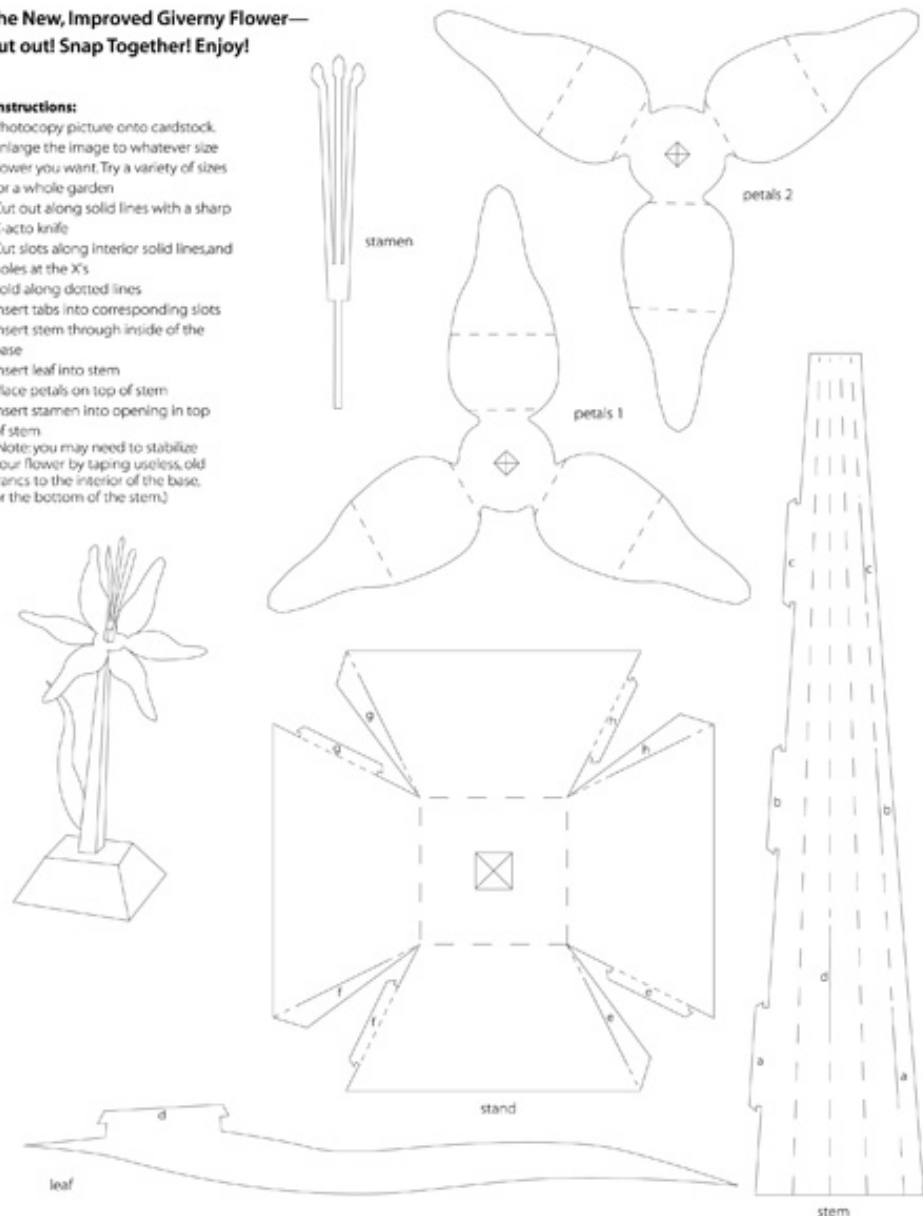 he New, Improved Giverny Flower—
ut out! Snap Together! Enjoy!
nstructions:
hotocopy picture onto cardstock.
nlarge the image to whatever size
ower you want. Try a variety of sizes
or a whole garden
Cut out along solid lines with a sharp
-acto knife
Cut slots along interior solid lines,and
oles at the X's
old along dotted lines
nsert tabs into corresponding slots
nsert stem through inside of the
ase
nsert leaf into stem
lace petals on top of stem
nsert stamen into opening in top
f stem
Note: you may need to stabilize
our flower by taping useless, old
rancs to the interior of the base,
r the bottom of the stem.)
stamen
petals 2
petals 1
c
c
g
g
h
h
b
b
d
f
f
e
e
a
a
stand
d
leaf
stem